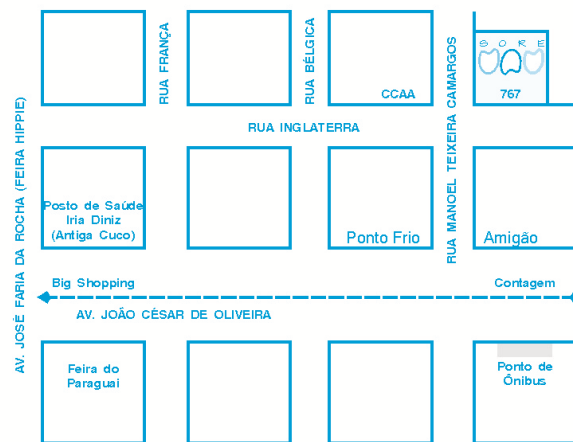 SORE
767
CCAA
RUA FRANÇA
RUA BÉLGICA
RUA MANOEL TEIXEIRA CAMARGOS
RUA INGLATERRA
AV. JOSÉ FARIA DA ROCHA (FEIRA HIPPIE)
Posto de Saúde
Iria Diniz
(Antiga Cuco)
Ponto Frio
Amigão
Big Shopping
Contagem
AV. JOÃO CÈSAR DE OLIVEIRA
Feira do
Paraguai
Ponto de
Ônibus